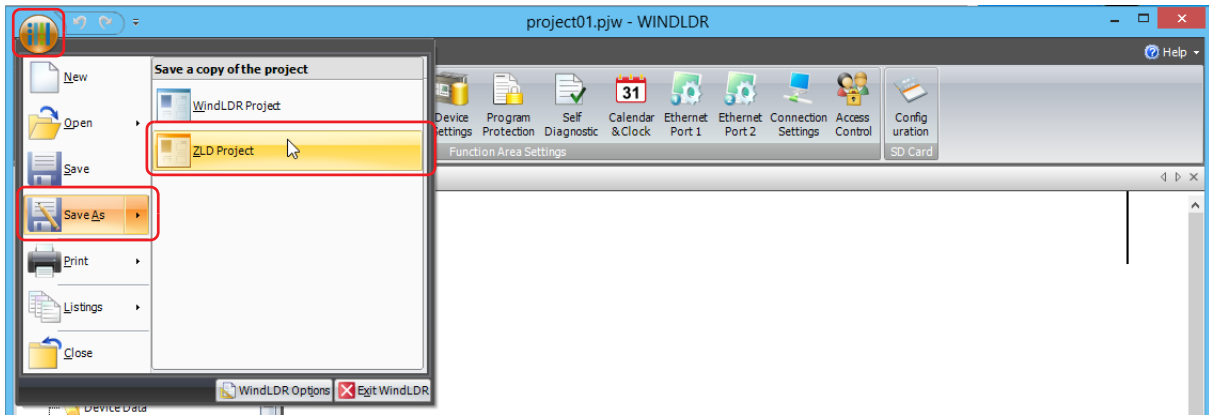 project01.pjw - WINDLDR
Help
New
Open
Save
Save As
Print
Listings
Close
Save a copy of the project
WindLDR Project
ZLD Project
WindLDR Options
Exit WindLDR
Device
Settings
Program
Protection
Self
Diagnostic
31
Calendar
& Clock
Ethernet
Port 1
Ethernet
Port 2
Connection
Settings
Access
Control
Config
uration
Function Area Settings
SD Card
Device Data